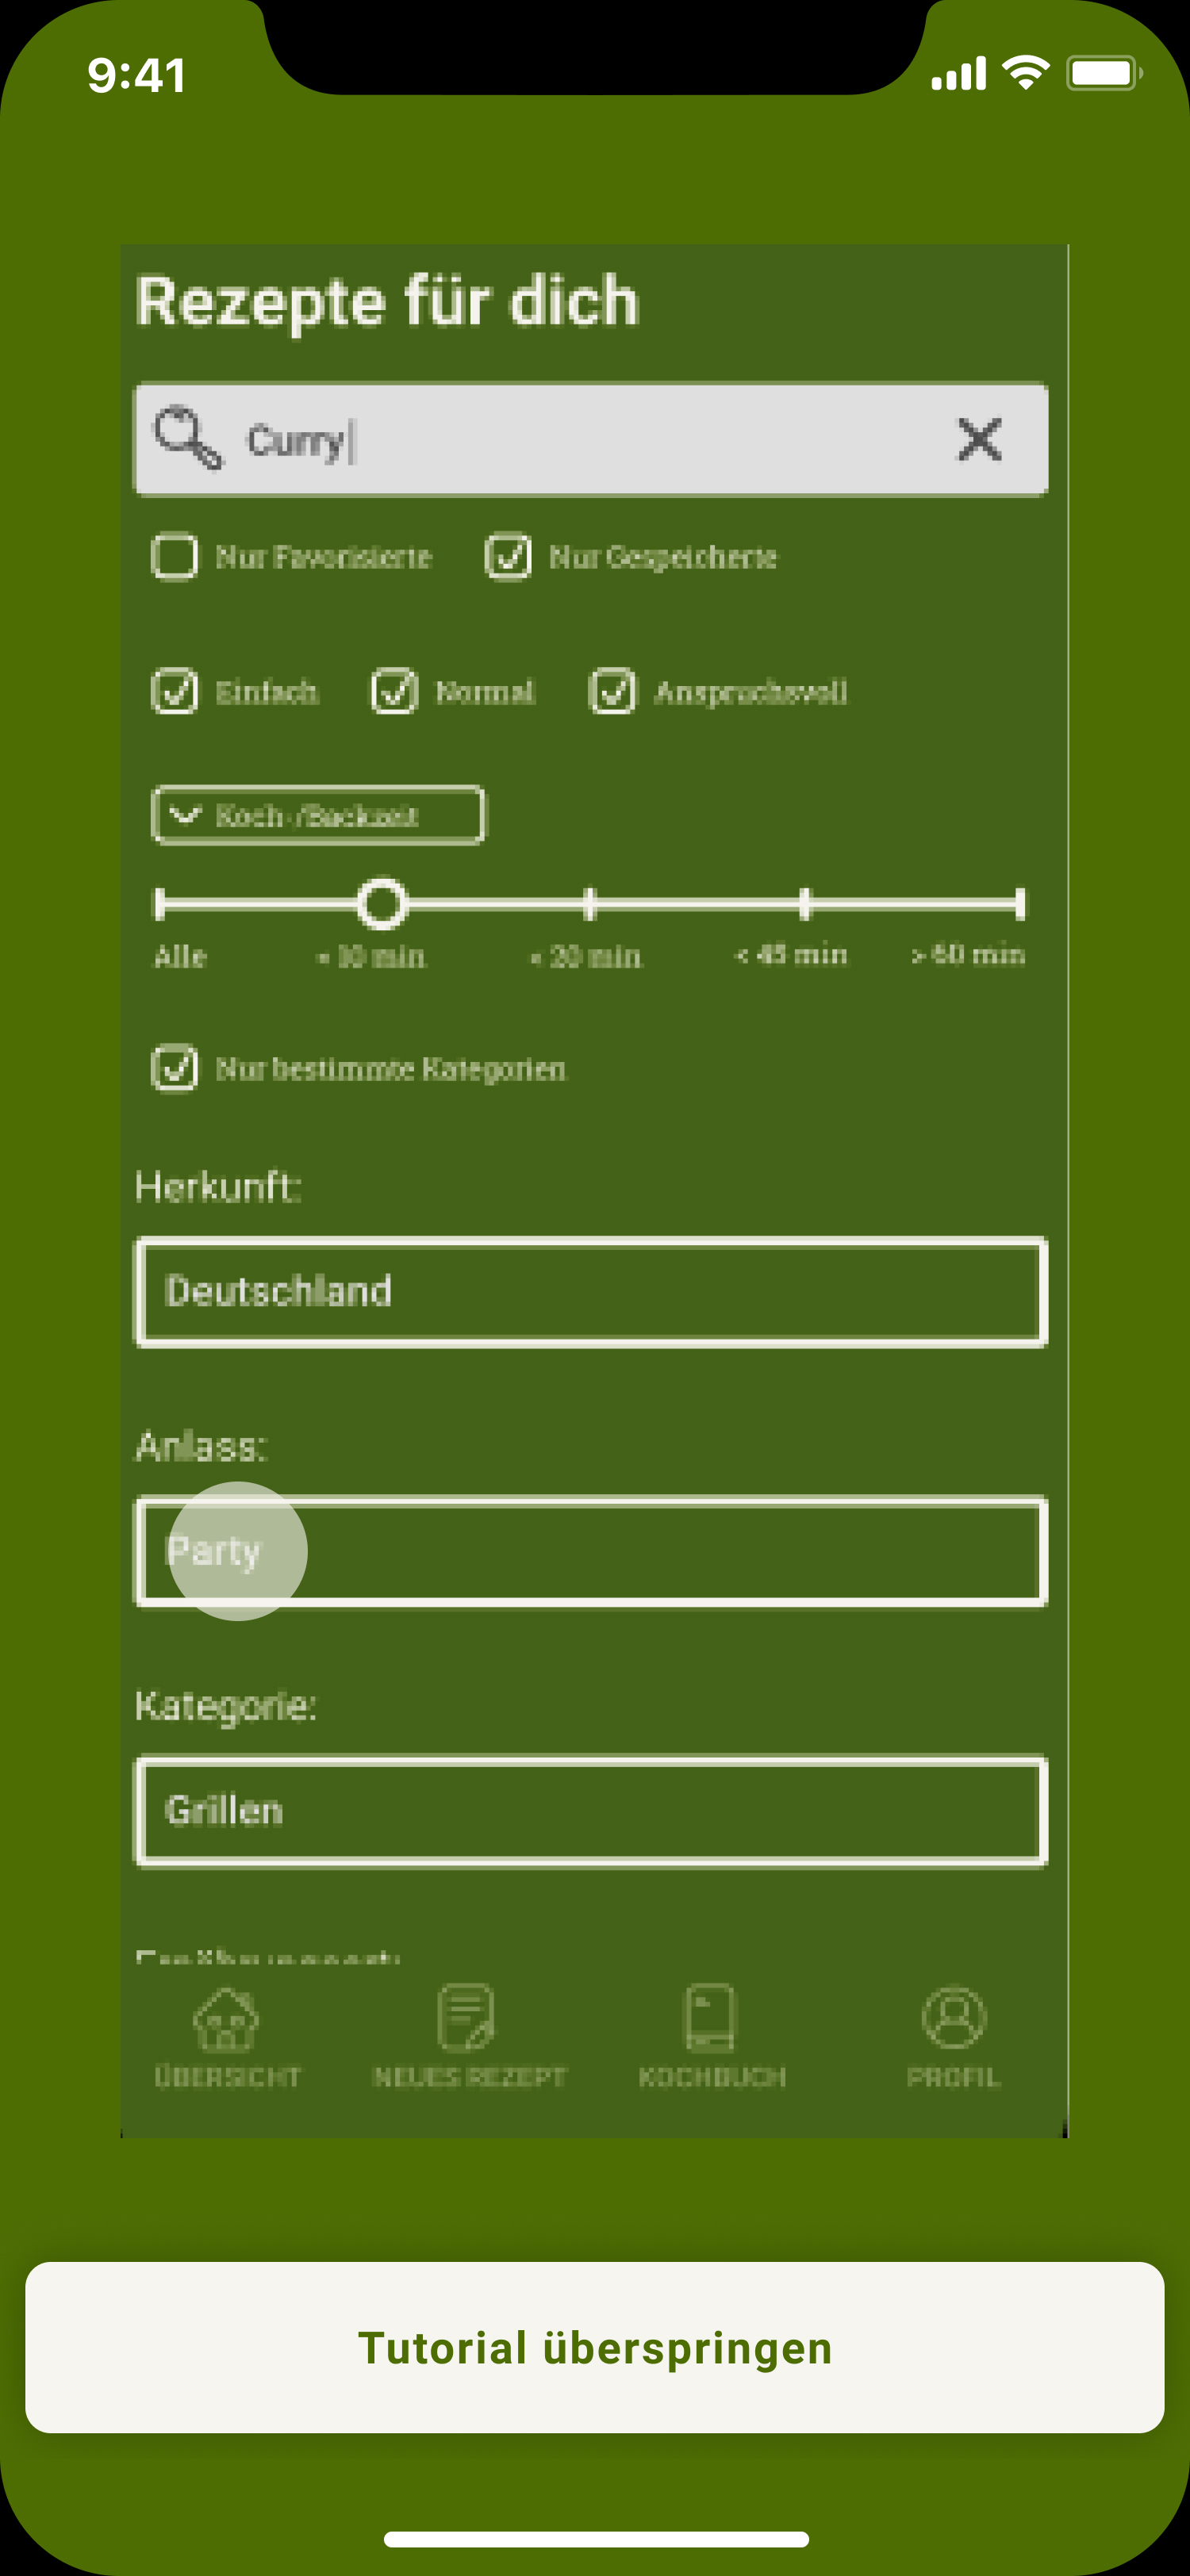 9:41
Rezepte für dich
Curry
Nur Favorisierte Nur Gespeicherte
Einfach Normal Anspruchsvoll
Koch-/Backzeit
Alle < 10 min < 20 min < 45 min > 60 min
Nur bestimmte Kategorien
Herkunft:
Deutschland
Anlass:
Party
Kategorie:
Grillen
ÜBERSICHT NEUES REZEPT KOCHBUCH PROFIL
Tutorial überspringen